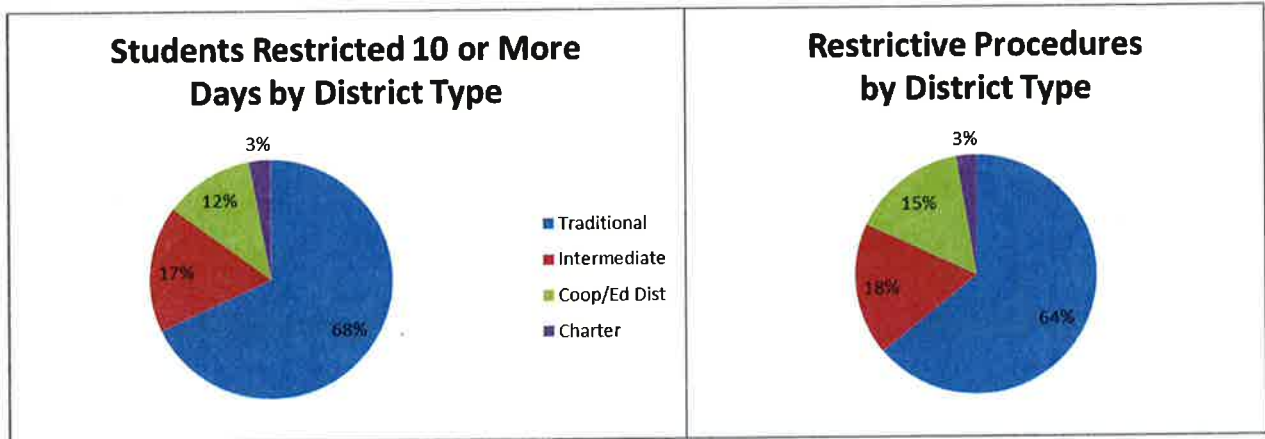 Students Restricted 10 or More
Days by District Type
3%
12%
17%
68%
Traditional
Intermediate
Coop/Ed Dist
Charter
Restrictive Procedures
by District Type
3%
15%
18%
64%